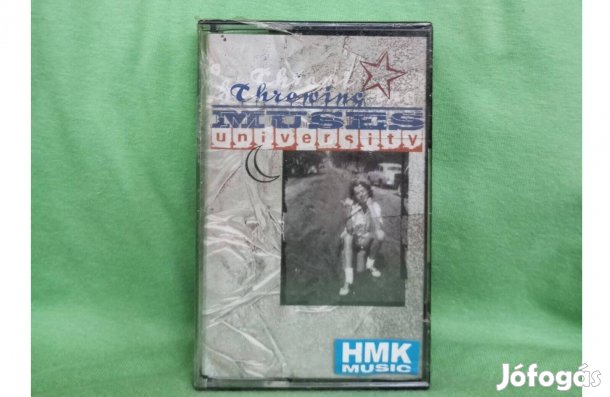 Throwing
MUSES
university
HMK
MUSIC
Jófogás